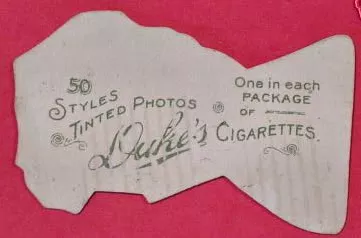 50
STYLES
TINTED PHOTOS
One in each
PACKAGE
OF
Duke's CIGARETTES.